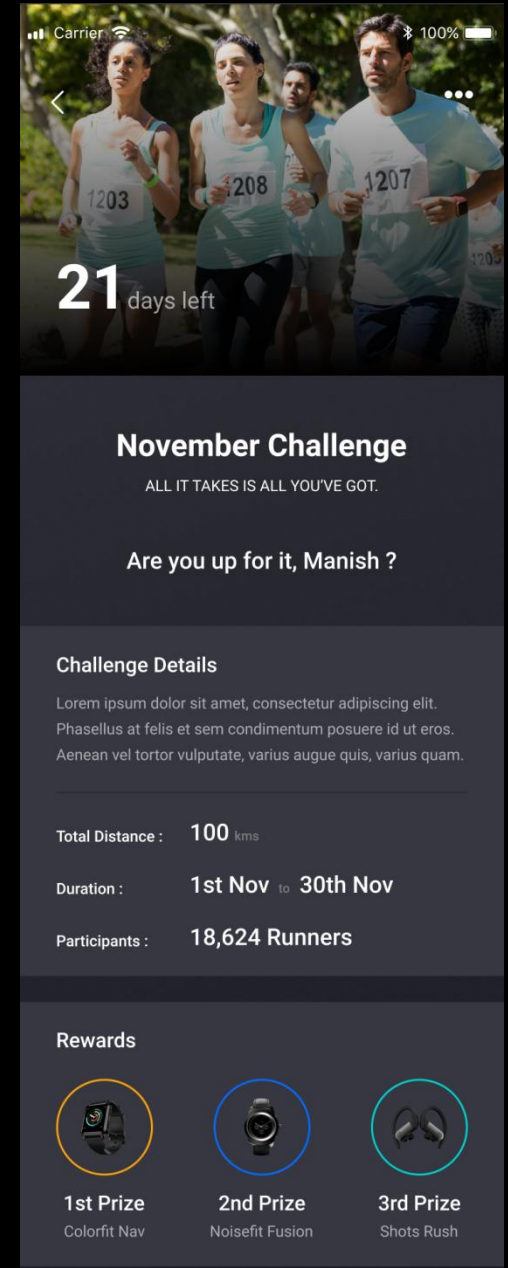 Carrier 100%
1203
1208
1207
1205
21 days left
November Challenge
ALL IT TAKES IS ALL YOU'VE GOT.
Are you up for it, Manish ?
Challenge Details
Lorem ipsum dolor sit amet, consectetur adipiscing elit.
Phasellus at felis et sem condimentum posuere id ut eros.
Aenean vel tortor vulputate, varius augue quis, varius quam.
Total Distance : 100 kms
Duration : 1st Nov to 30th Nov
Participants : 18,624 Runners
Rewards
1st Prize 2nd Prize 3rd Prize
Colorfit Nav Noisefit Fusion Shots Rush